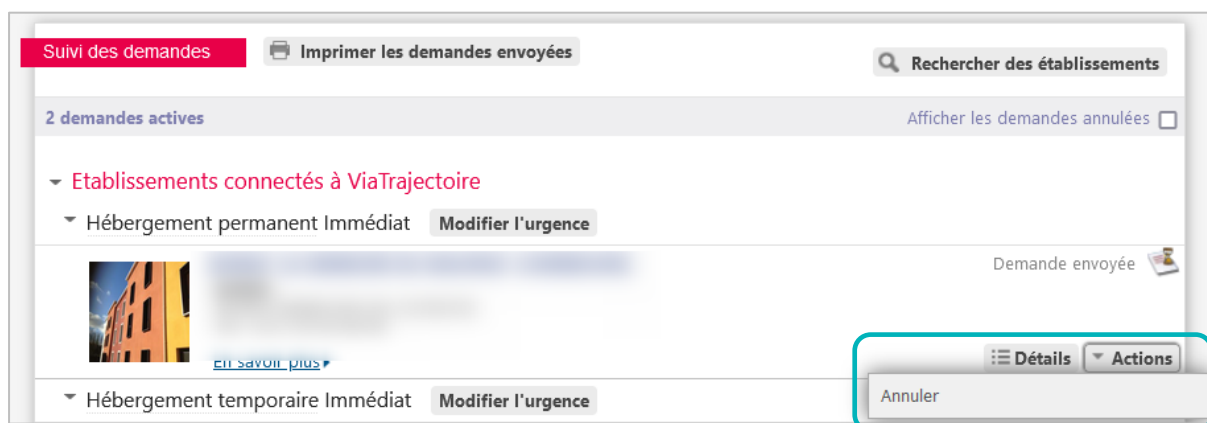 Suivi des demandes Imprimer les demandes envoyées
Rechercher des établissements
2 demandes actives Afficher les demandes annulées
Etablissements connectés à ViaTrajectoire
Hébergement permanent Immédiat Modifier l'urgence
Demande envoyée
En savoir plus
Détails Actions
Hébergement temporaire Immédiat Modifier l'urgence
Annuler